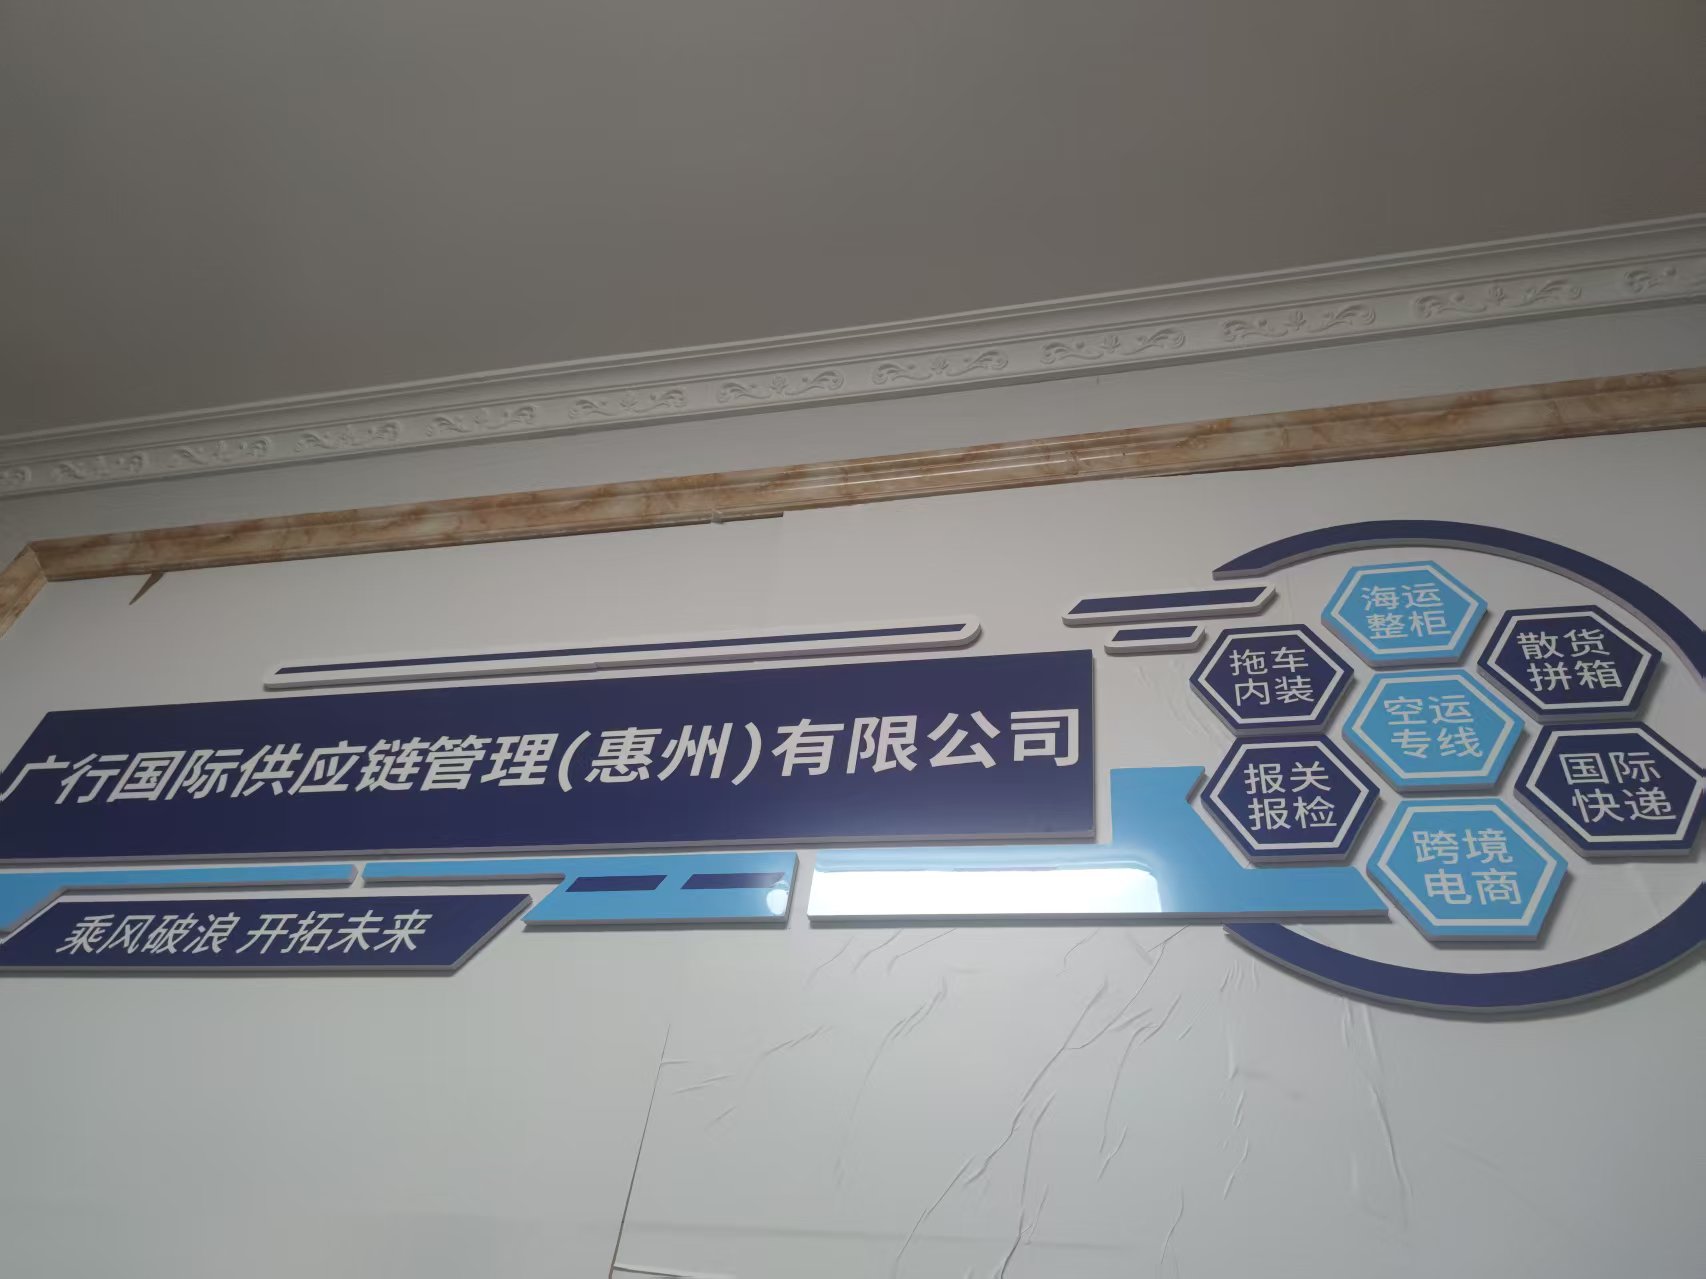 广行国际供应链管理(惠州)有限公司
乘风破浪 开拓未来
海运
整柜
拖车
内装
散货
拼箱
空运
专线
报关
报检
国际
快递
跨境
电商